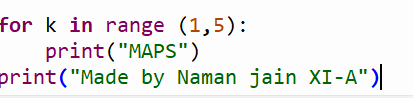 for k in range (1,5):
    print("MAPS")
print("Made by Naman jain XI-A")